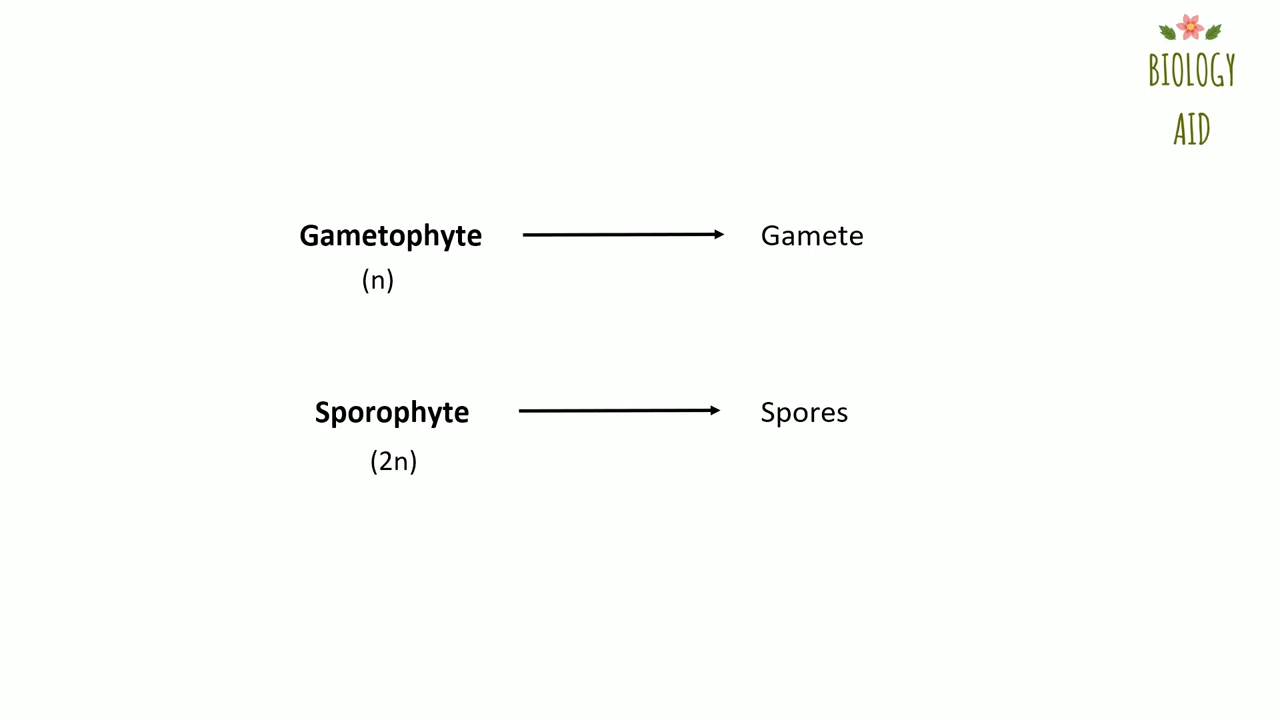 BIOLOGY
AID
Gametophyte
Gamete
(n)
Sporophyte
Spores
(2n)